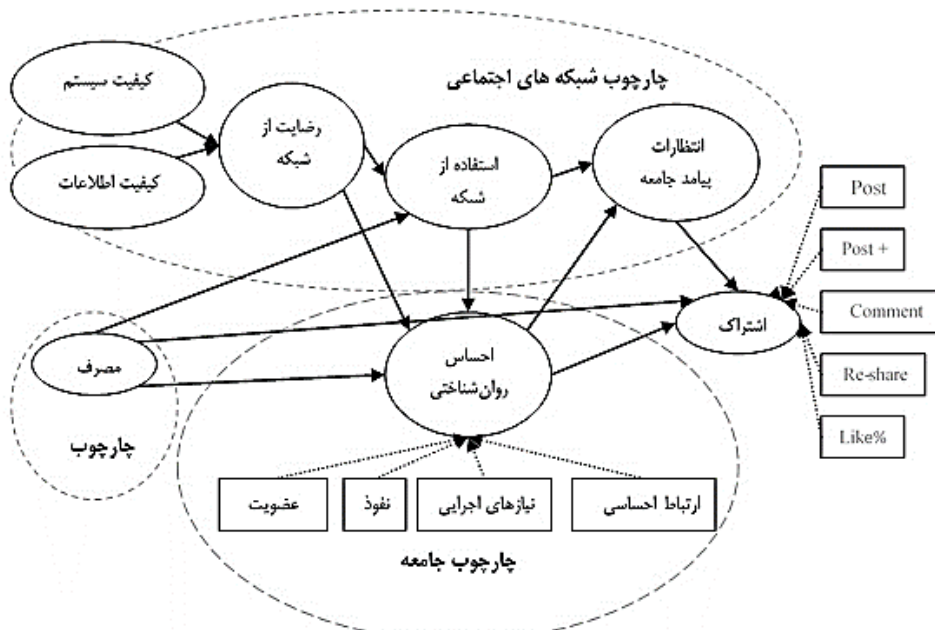 چارچوب شبکه های اجتماعی
کیفیت سیستم
کیفیت اطلاعات
رضایت از
شبکه
استفاده از
شبکه
انتظارات
پیامد جامعه
Post
Post +
Comment
Re-share
Like%
اشتراک
مصرف
چارچوب
احساس
روان‌شناختی
ارتباط احساسی
نیازهای اجرایی
نفوذ
عضویت
چارچوب جامعه